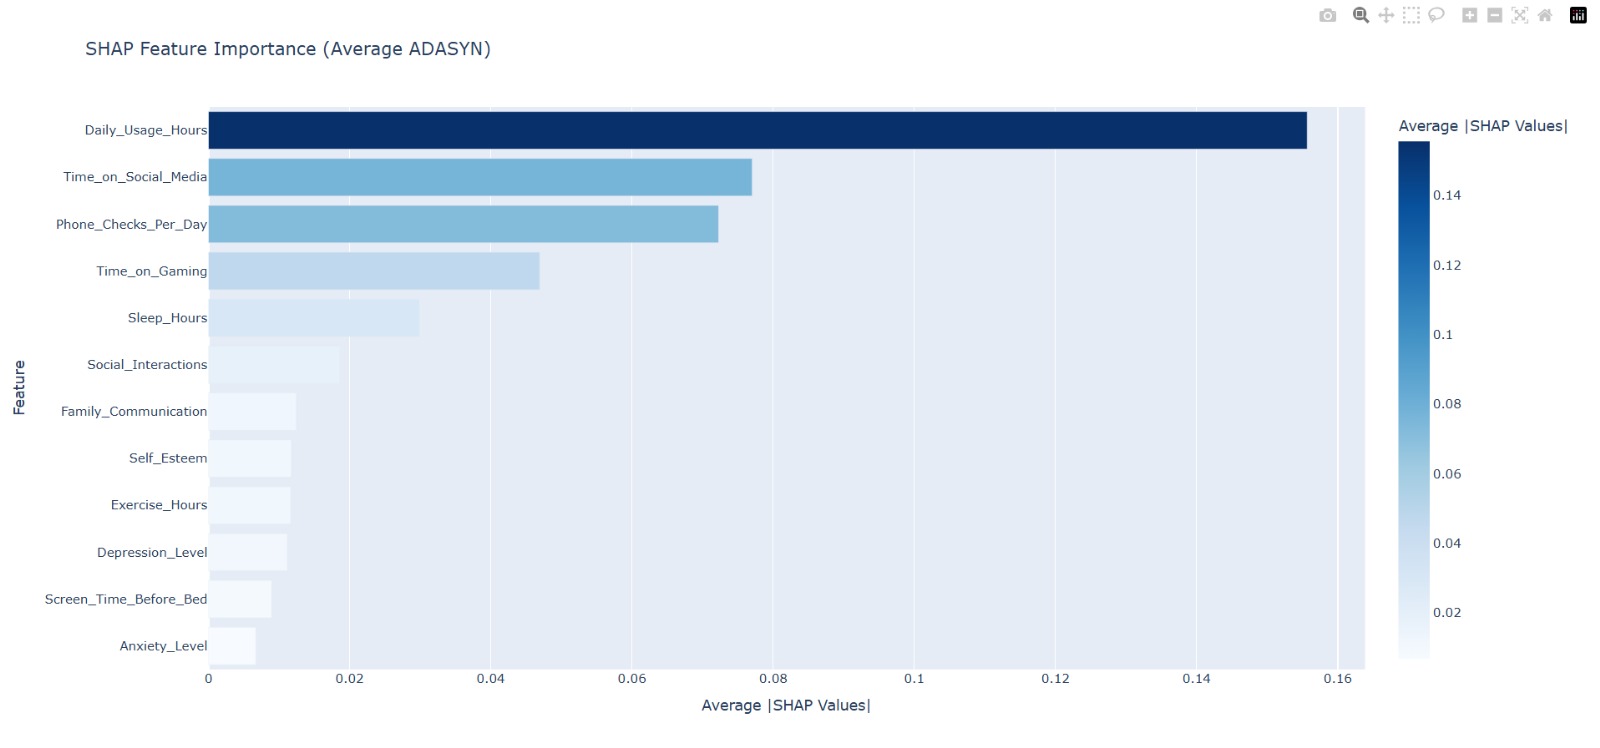 SHAP Feature Importance (Average ADASYN)
Feature
Daily_Usage_Hours
Time_on_Social_Media
Phone_Checks_Per_Day
Time_on_Gaming
Sleep_Hours
Social_Interactions
Family_Communication
Self_Esteem
Exercise_Hours
Depression_Level
Screen_Time_Before_Bed
Anxiety_Level
0 0.02 0.04 0.06 0.08 0.1 0.12 0.14 0.16
Average |SHAP Values|
Average |SHAP Values|
0.14
0.12
0.1
0.08
0.06
0.04
0.02